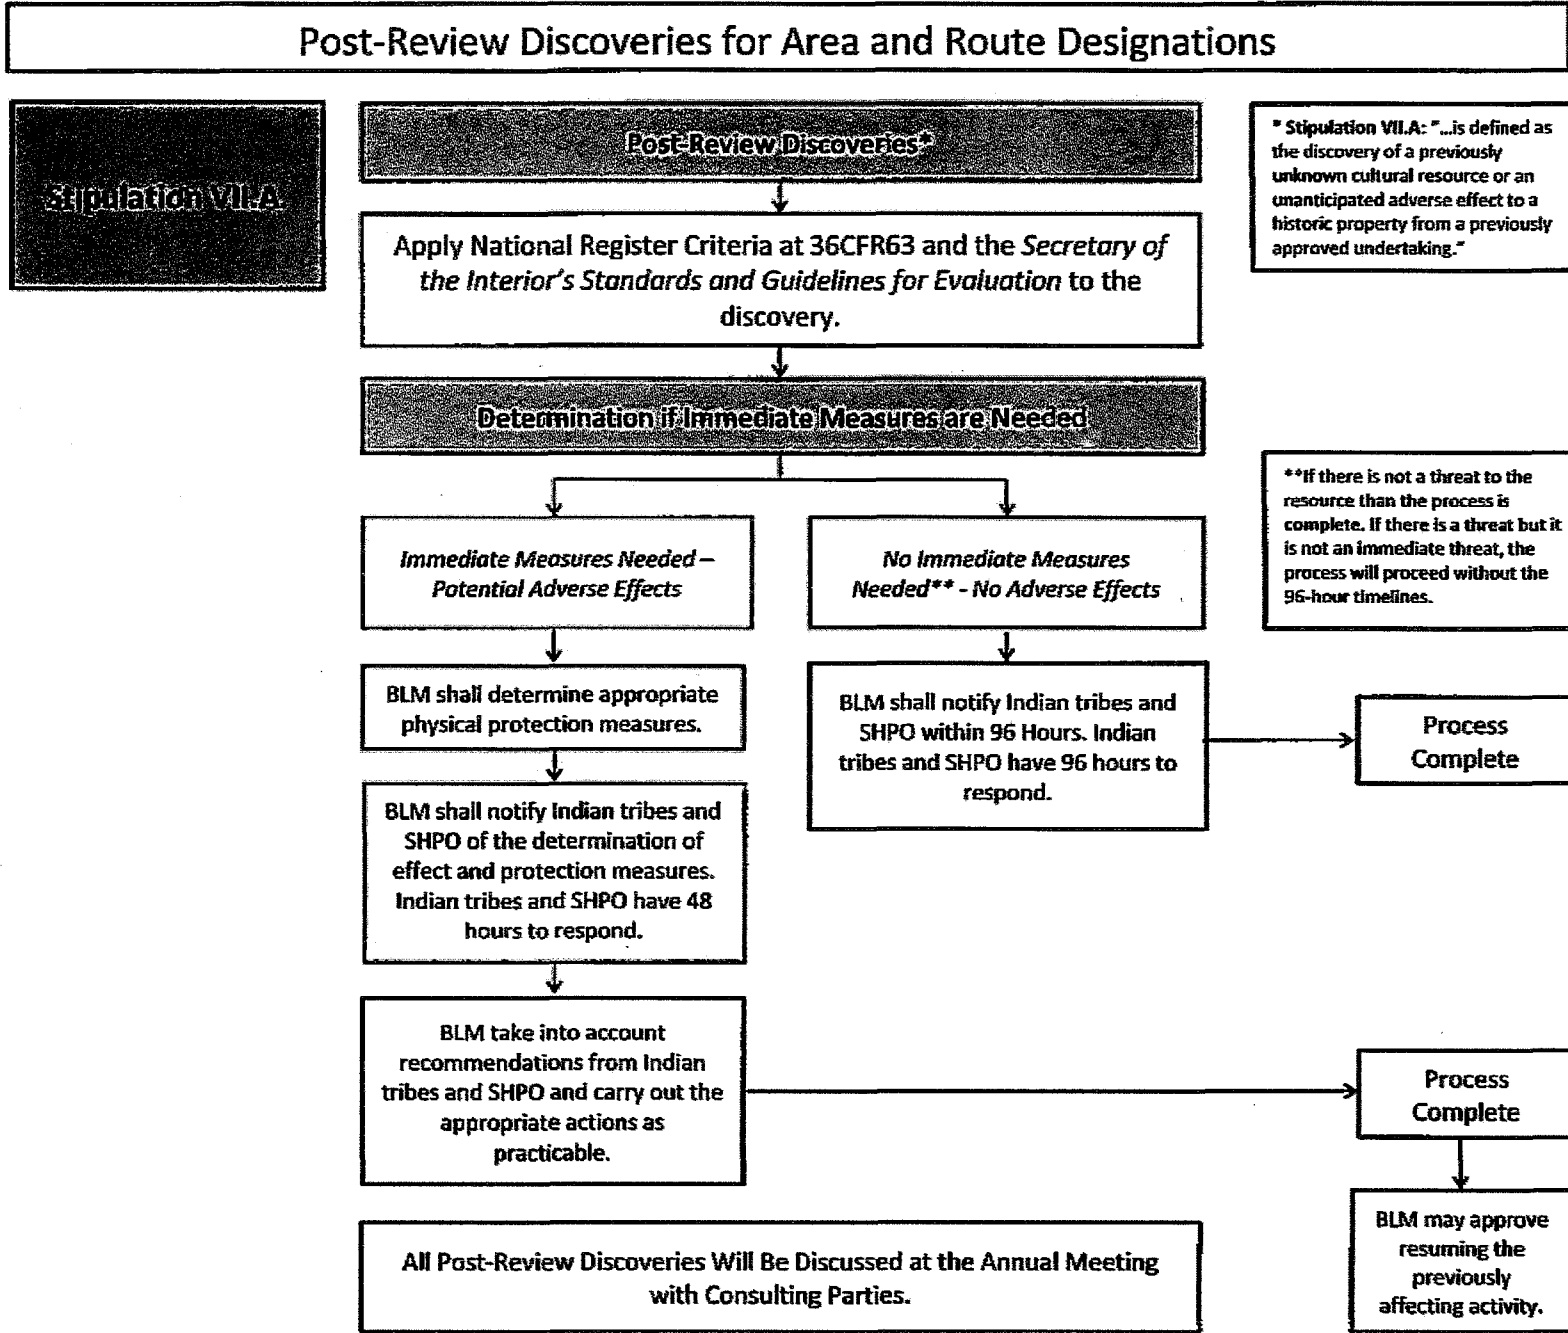 Post-Review Discoveries for Area and Route Designations
Stipulation VII.A
Post-Review Discoveries*
* Stipulation VII.A: "...is defined as
the discovery of a previously
unknown cultural resource or an
unanticipated adverse effect to a
historic property from a previously
approved undertaking."
Apply National Register Criteria at 36CFR63 and the Secretary of
the Interior's Standards and Guidelines for Evaluation to the
discovery.
Determination if Immediate Measures are Needed
**If there is not a threat to the
resource than the process is
complete. If there is a threat but it
is not an immediate threat, the
process will proceed without the
96-hour timelines.
Immediate Measures Needed –
Potential Adverse Effects
No Immediate Measures
Needed** - No Adverse Effects
BLM shall determine appropriate
physical protection measures.
BLM shall notify Indian tribes and
SHPO within 96 Hours. Indian
tribes and SHPO have 96 hours to
respond.
Process
Complete
BLM shall notify Indian tribes and
SHPO of the determination of
effect and protection measures.
Indian tribes and SHPO have 48
hours to respond.
BLM take into account
recommendations from Indian
tribes and SHPO and carry out the
appropriate actions as
practicable.
Process
Complete
BLM may approve
resuming the
previously
affecting activity.
All Post-Review Discoveries Will Be Discussed at the Annual Meeting
with Consulting Parties.